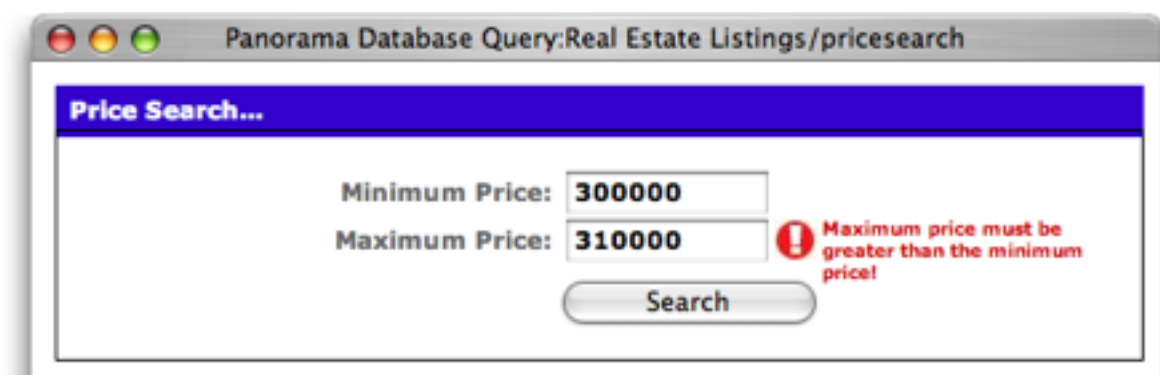 Panorama Database Query:Real Estate Listings/pricesearch
Price Search...
Minimum Price: 300000
Maximum Price: 310000
Maximum price must be
greater than the minimum
price!
Search